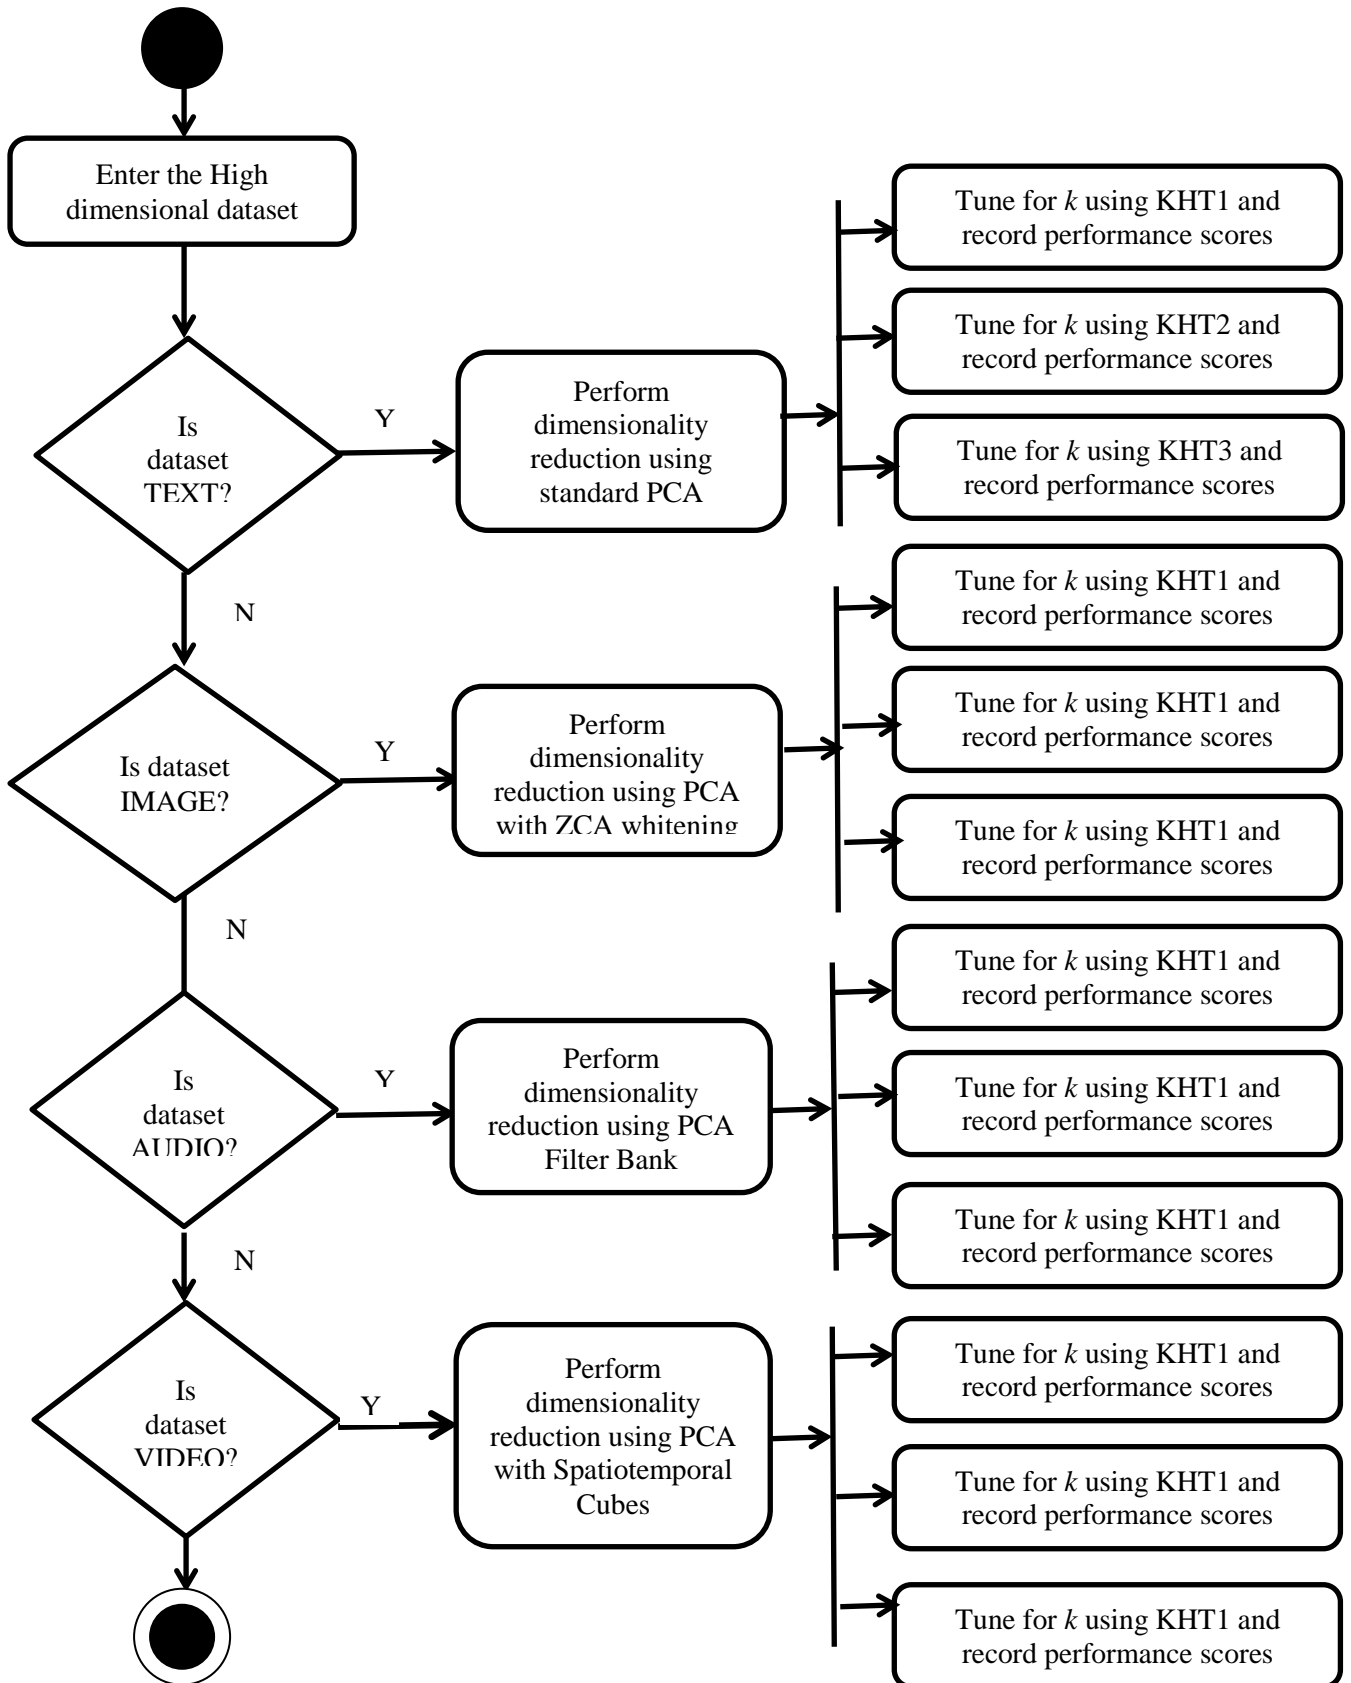 Enter the High
dimensional dataset
Is
dataset
TEXT?
Y
Perform
dimensionality
reduction using
standard PCA
Tune for k using KHT1 and
record performance scores
Tune for k using KHT2 and
record performance scores
Tune for k using KHT3 and
record performance scores
N
Is dataset
IMAGE?
Y
Perform
dimensionality
reduction using PCA
with ZCA whitening
Tune for k using KHT1 and
record performance scores
Tune for k using KHT1 and
record performance scores
Tune for k using KHT1 and
record performance scores
N
Is
dataset
AUDIO?
Y
Perform
dimensionality
reduction using PCA
Filter Bank
Tune for k using KHT1 and
record performance scores
Tune for k using KHT1 and
record performance scores
Tune for k using KHT1 and
record performance scores
N
Is
dataset
VIDEO?
Y
Perform
dimensionality
reduction using PCA
with Spatiotemporal
Cubes
Tune for k using KHT1 and
record performance scores
Tune for k using KHT1 and
record performance scores
Tune for k using KHT1 and
record performance scores